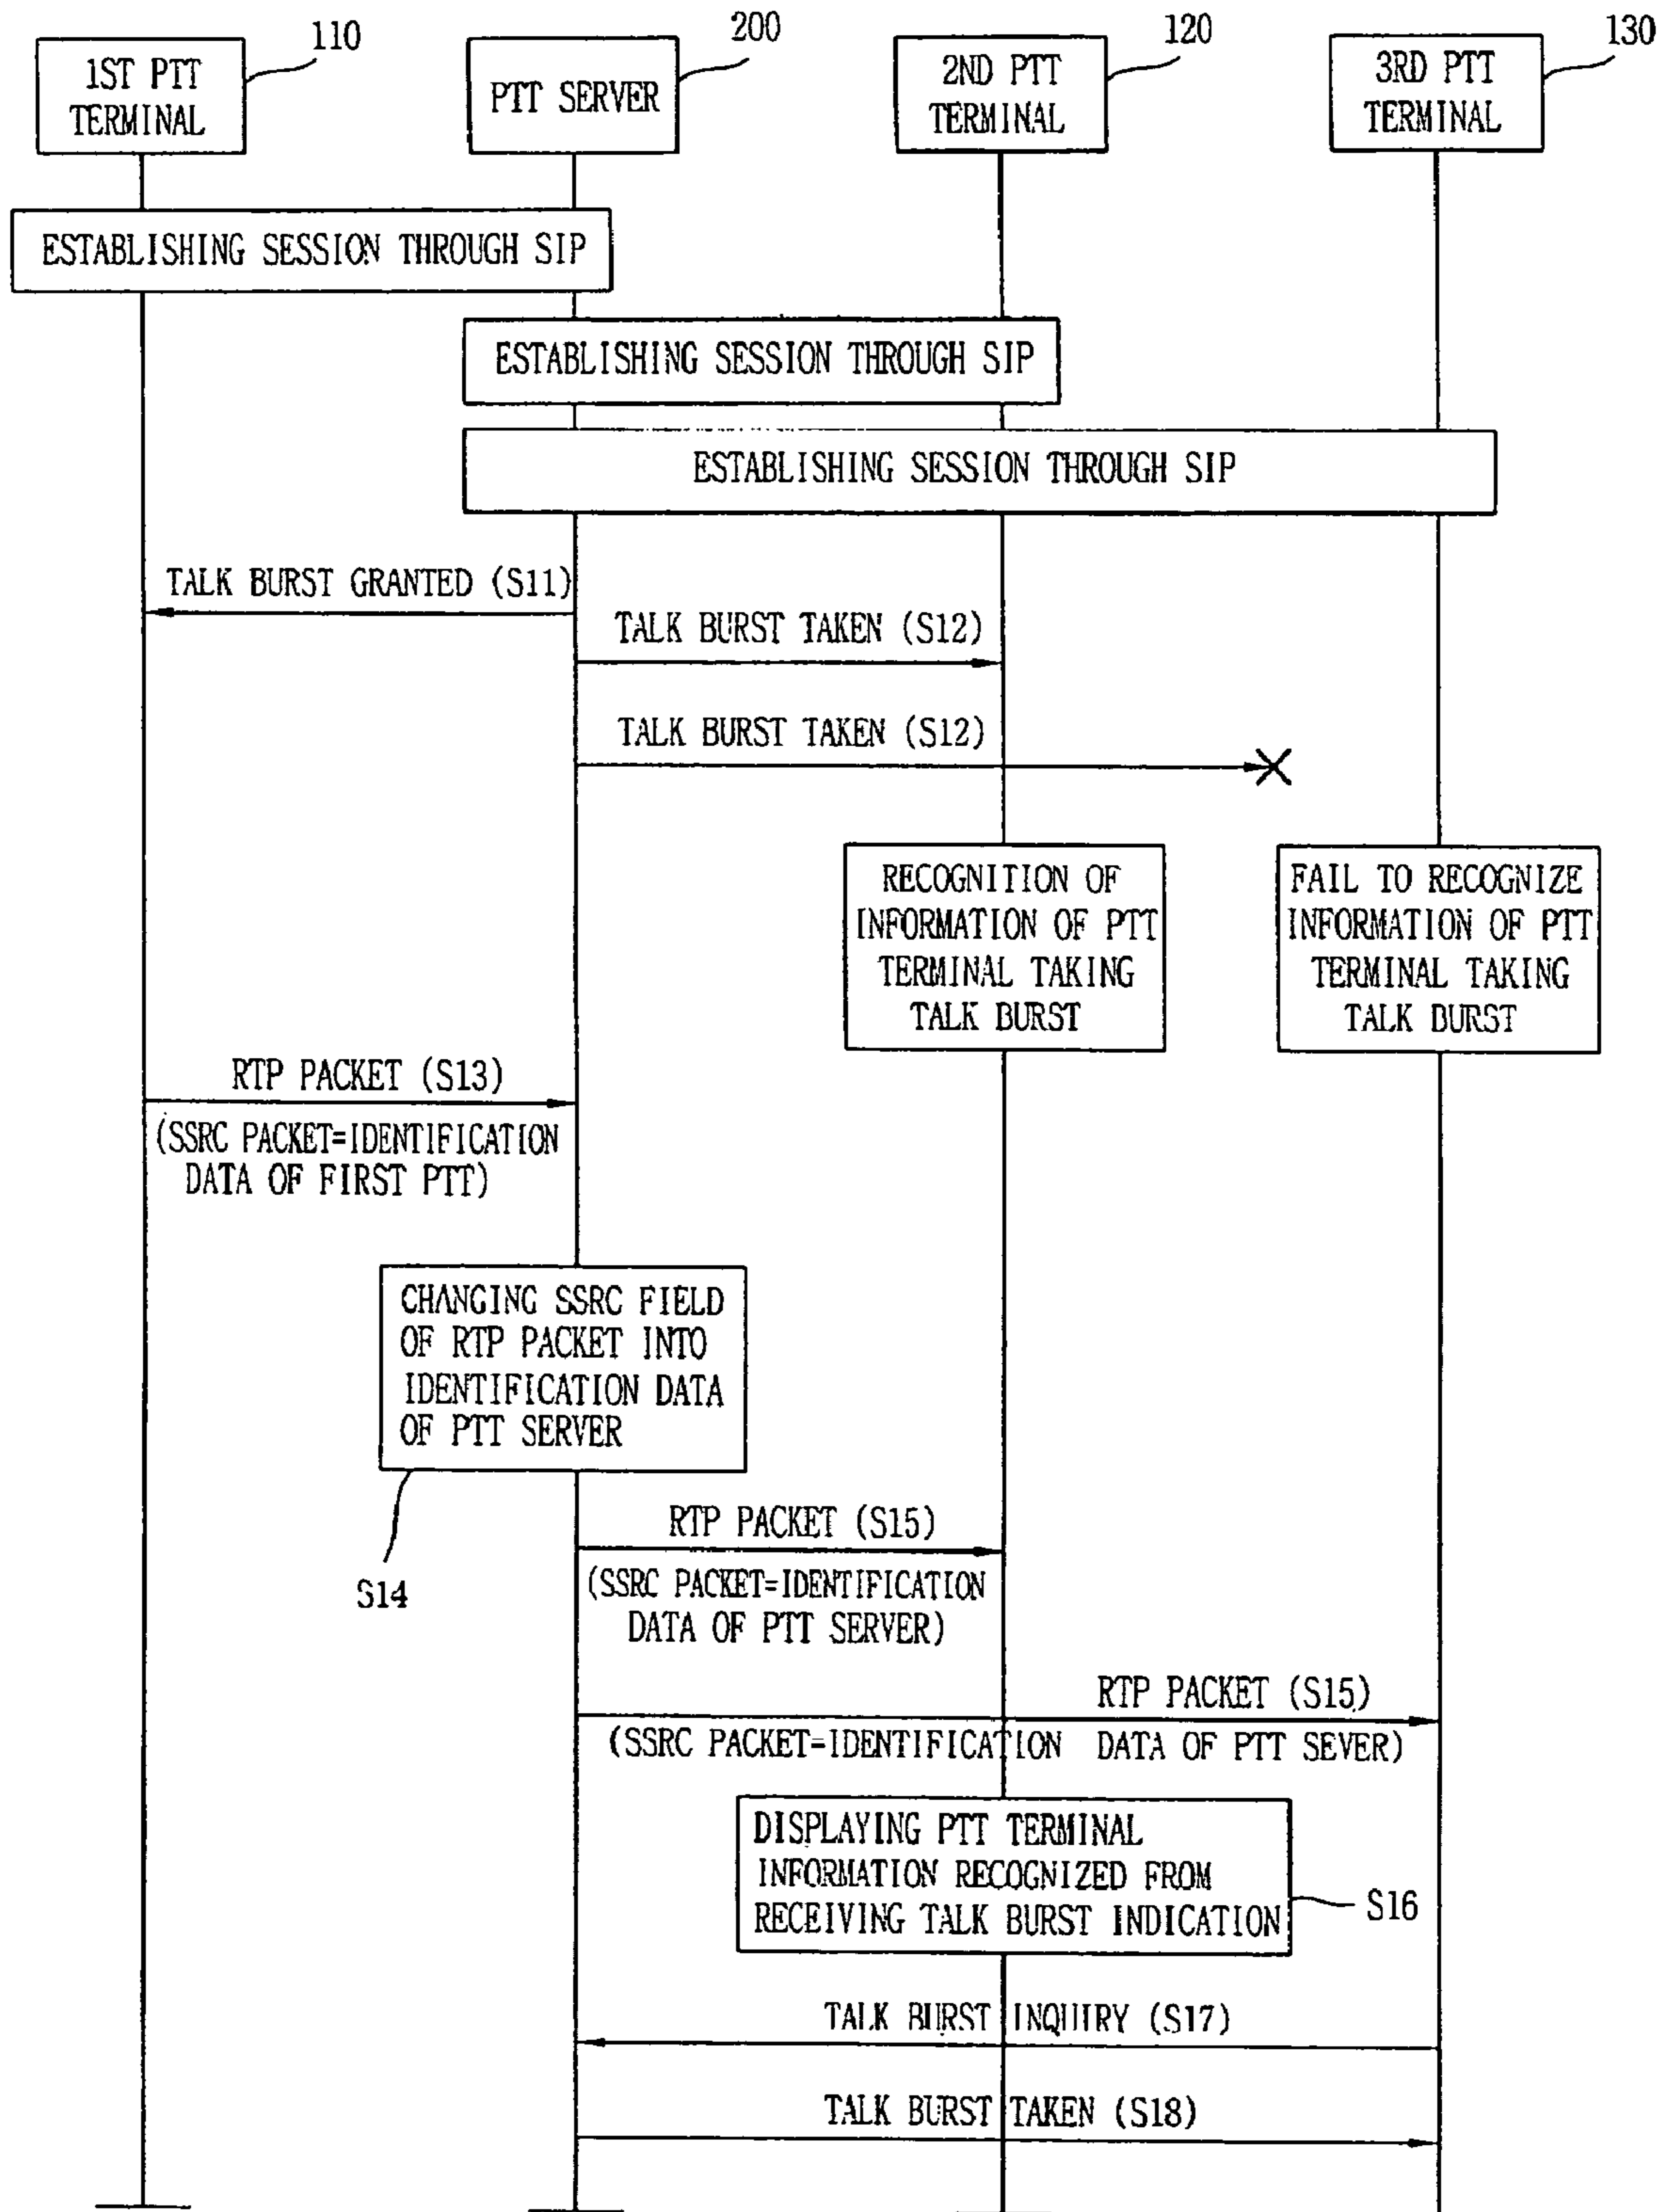 110
200
120
130
1ST PTT
TERMINAL
PTT SERVER
2ND PTT
TERMINAL
3RD PTT
TERMINAL
ESTABLISHING SESSION THROUGH SIP
ESTABLISHING SESSION THROUGH SIP
ESTABLISHING SESSION THROUGH SIP
TALK BURST GRANTED (S11)
TALK BURST TAKEN (S12)
TALK BURST TAKEN (S12)
RECOGNITION OF
INFORMATION OF PTT
TERMINAL TAKING
TALK BURST
FAIL TO RECOGNIZE
INFORMATION OF PTT
TERMINAL TAKING
TALK BURST
RTP PACKET (S13)
(SSRC PACKET=IDENTIFICATION
DATA OF FIRST PTT)
CHANGING SSRC FIELD
OF RTP PACKET INTO
IDENTIFICATION DATA
OF PTT SERVER
S14
RTP PACKET (S15)
(SSRC PACKET=IDENTIFICATION
DATA OF PTT SERVER)
RTP PACKET (S15)
(SSRC PACKET=IDENTIFICATION DATA OF PTT SEVER)
DISPLAYING PTT TERMINAL
INFORMATION RECOGNIZED FROM
RECEIVING TALK BURST INDICATION
S16
TALK BURST INQUIRY (S17)
TALK BURST TAKEN (S18)